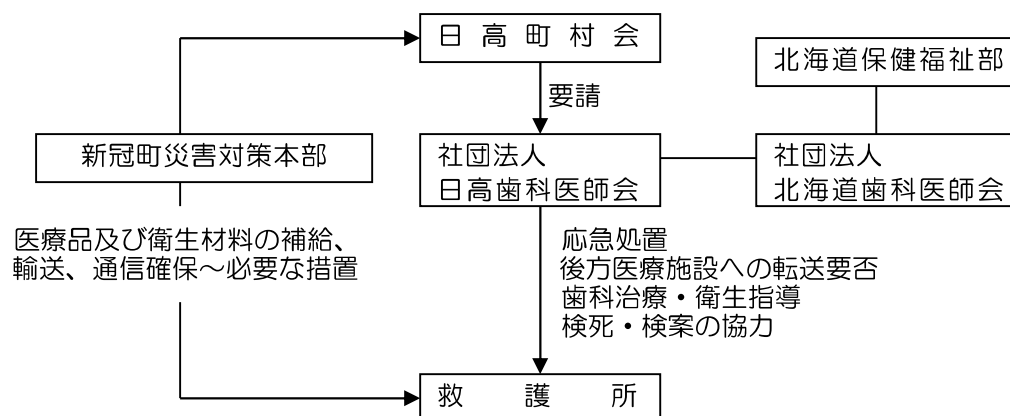 日高町村会
北海道保健福祉部
要請
新冠町災害対策本部
社団法人
日高歯科医師会
社団法人
北海道歯科医師会
医療品及び衛生材料の補給、
輸送、通信確保～必要な措置
応急処置
後方医療施設への転送要否
歯科治療・衛生指導
検死・検案の協力
救護所